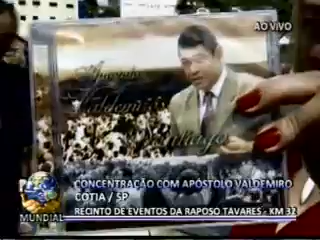 AO VIVO
Apóstolo
Valdemiro
Santiago
CONCENTRAÇÃO COM APÓSTOLO VALDEMIRO
COTIA / SP
RECINTO DE EVENTOS DA RAPOSO TAVARES - KM 32
MUNDIAL